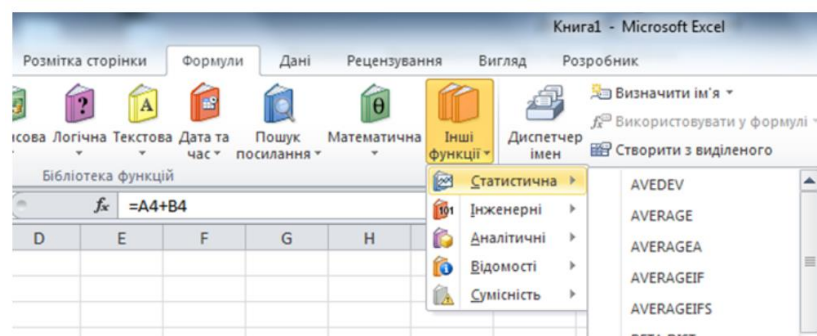 Книга1 - Microsoft Excel
Розмітка сторінки Формули Дані Рецензування Вигляд Розробник
Логічна Текстова Дата та час Пошук посилання Математична Інші функції Диспетчер імен
Визначити ім'я
Використовувати у формулі
Створити з виділеного
Бібліотека функцій
fx =A4+B4
D E F G H
Статистична
Інженерні
Аналітичні
Відомості
Сумісність
AVEDEV
AVERAGE
AVERAGEA
AVERAGEIF
AVERAGEIFS